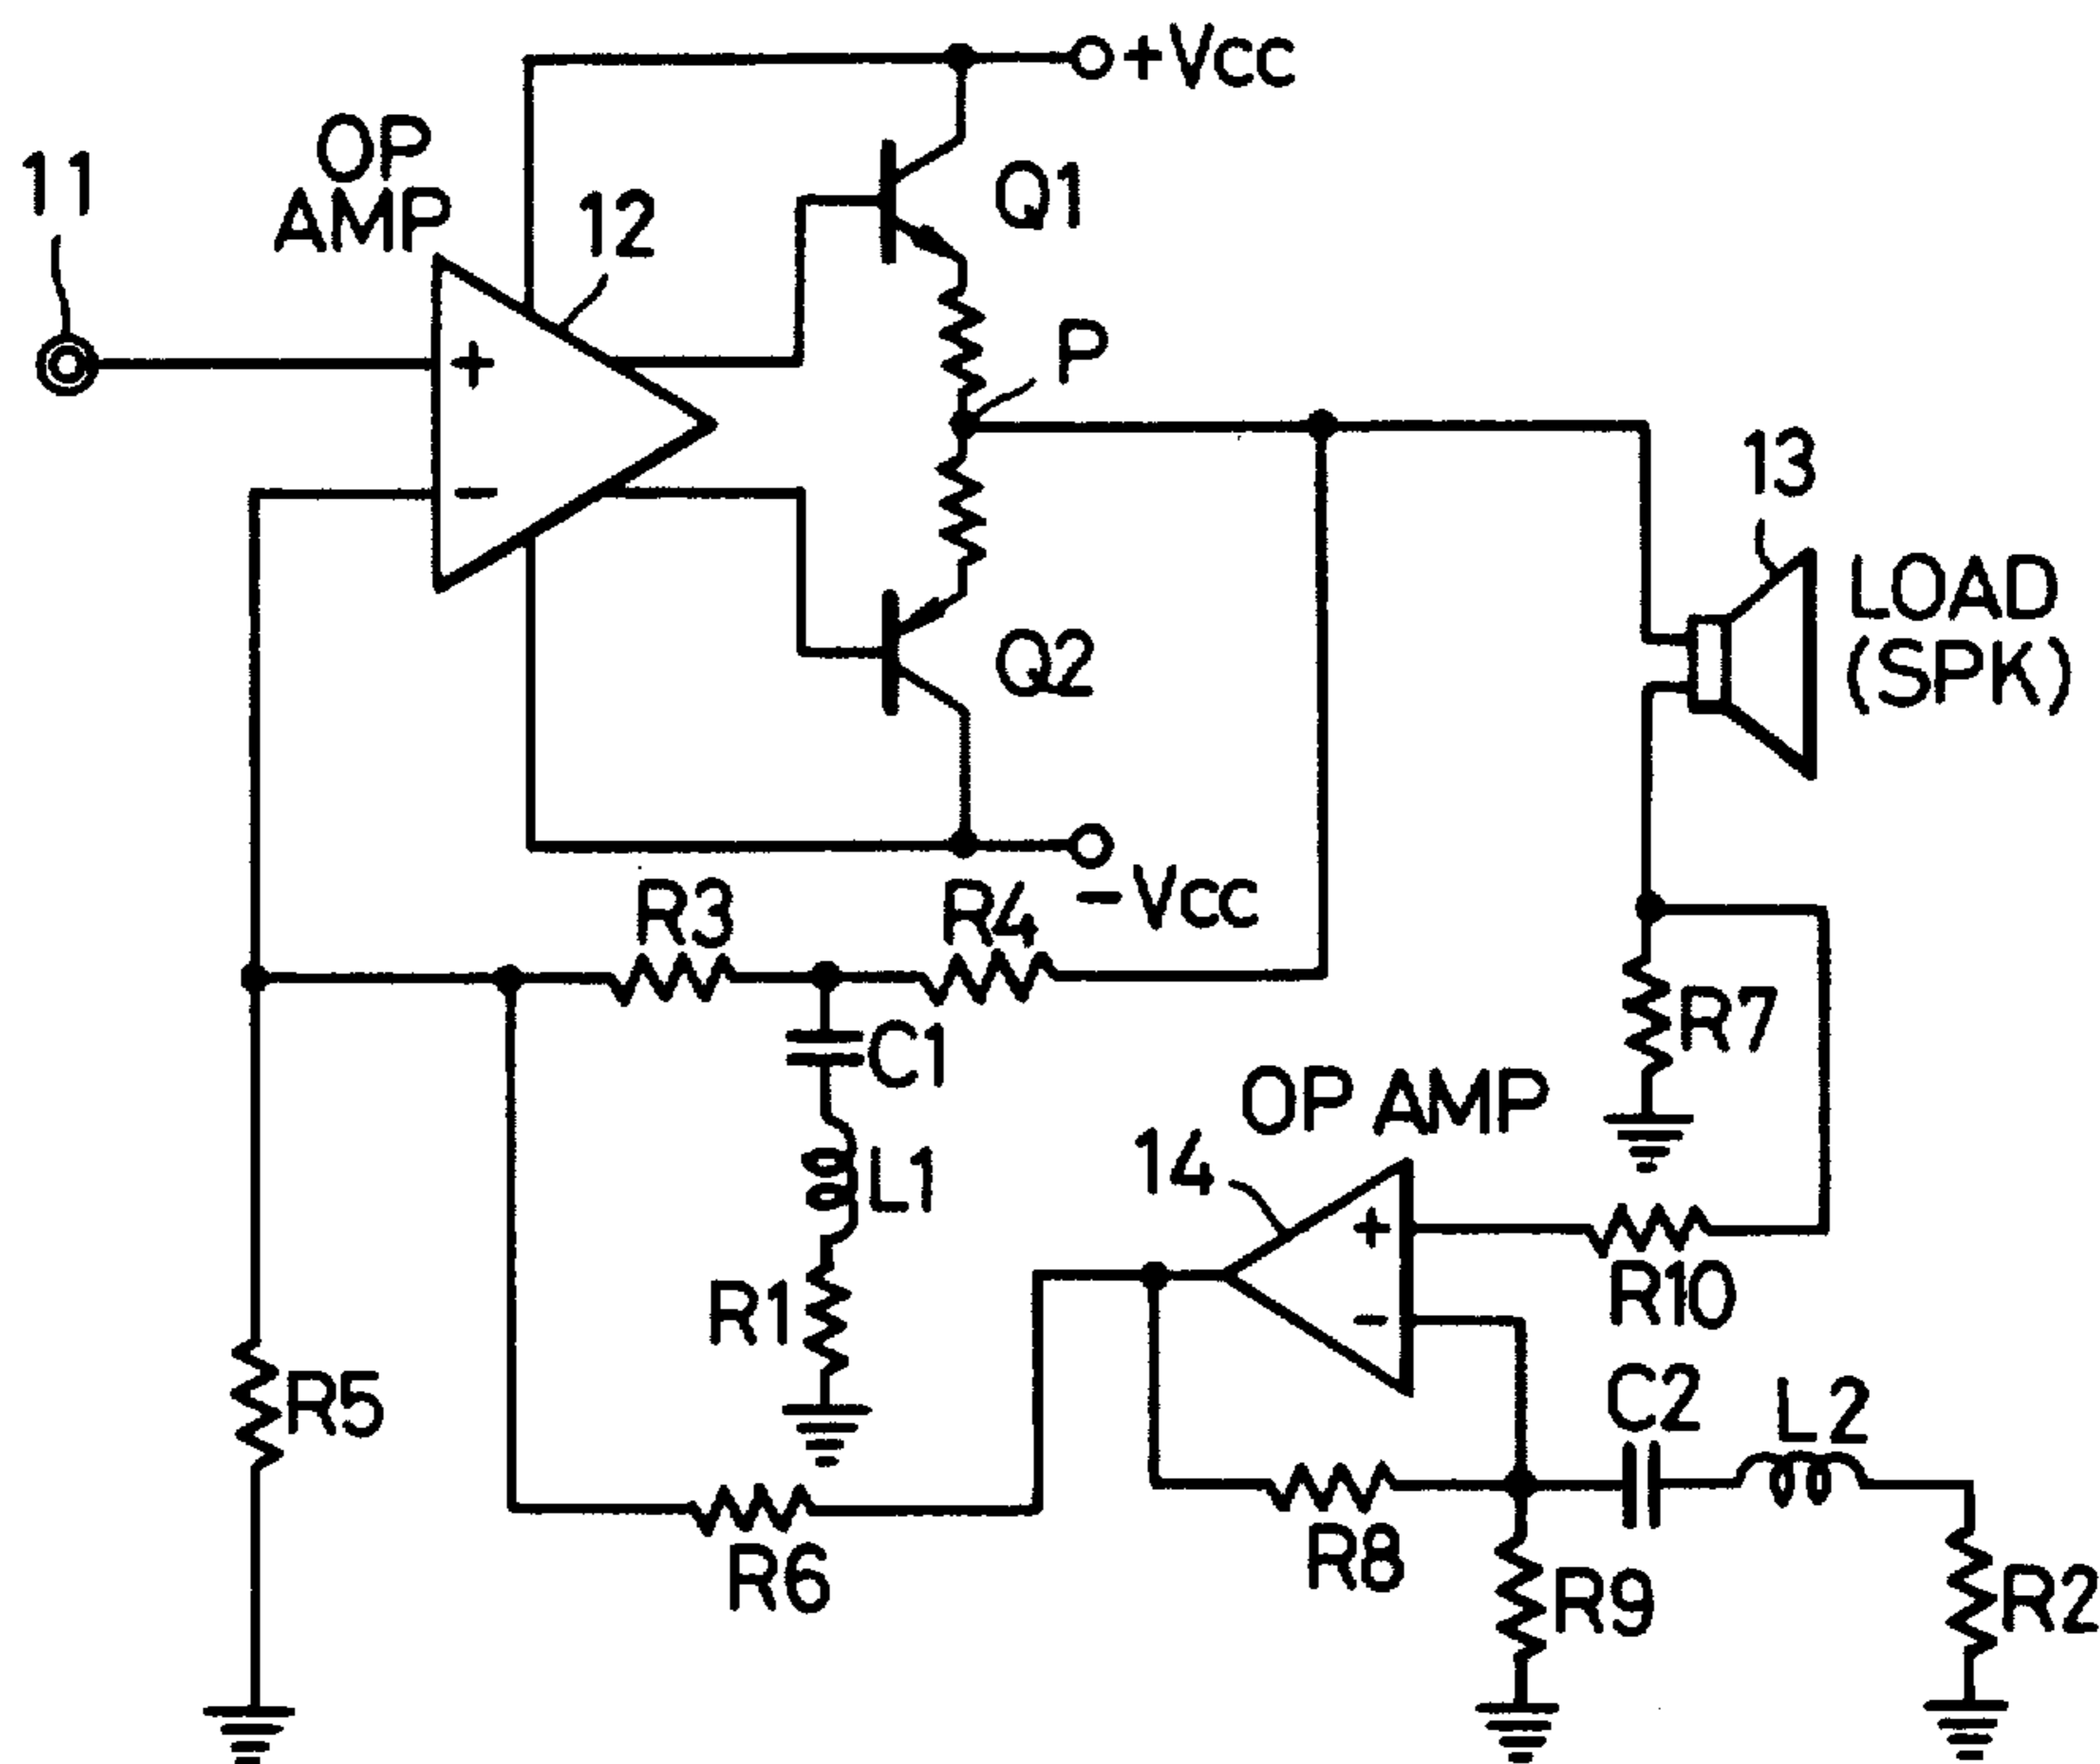 +Vcc
OP
AMP
11
12
Q1
+
P
-
13
LOAD
(SPK)
Q2
-Vcc
R3
R4
C1
R7
OP AMP
14
L1
+
R10
R1
-
R5
C2
L2
R8
R6
R9
R2